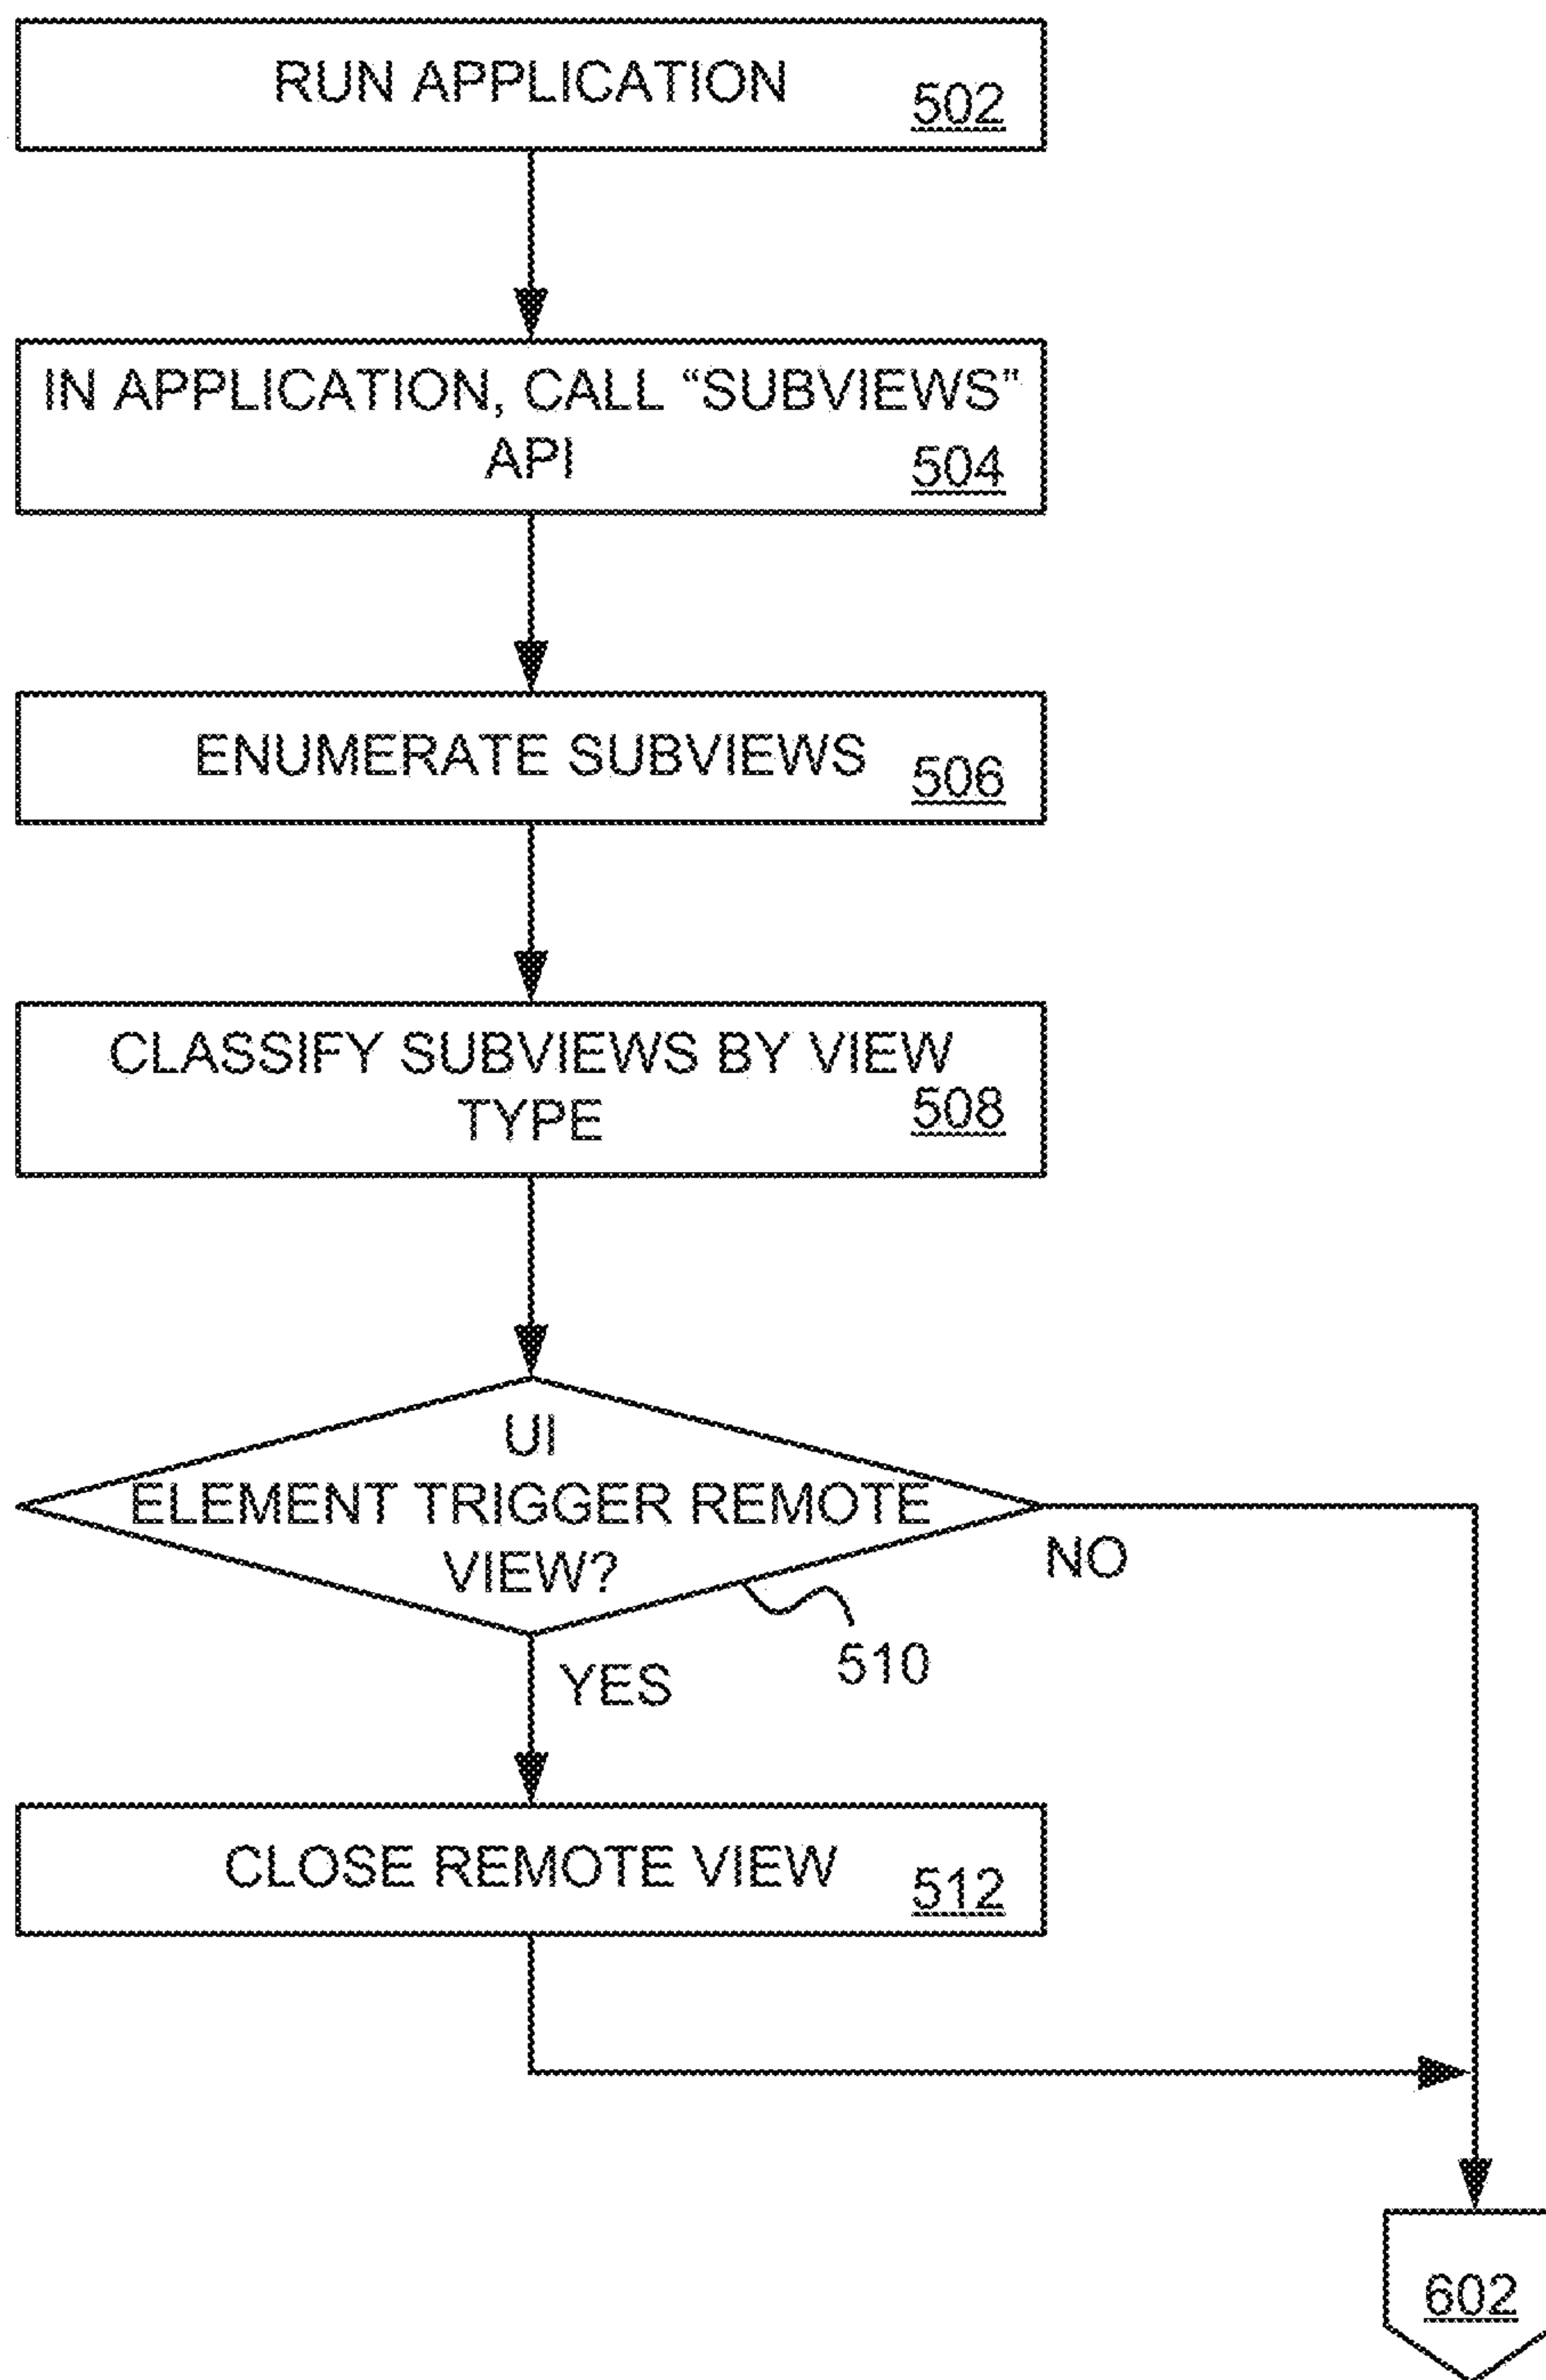 RUN APPLICATION 502
IN APPLICATION, CALL “SUBVIEWS”
API 504
ENUMERATE SUBVIEWS 506
CLASSIFY SUBVIEWS BY VIEW
TYPE 508
UI
ELEMENT TRIGGER REMOTE
VIEW?
NO
510
YES
CLOSE REMOTE VIEW 512
602